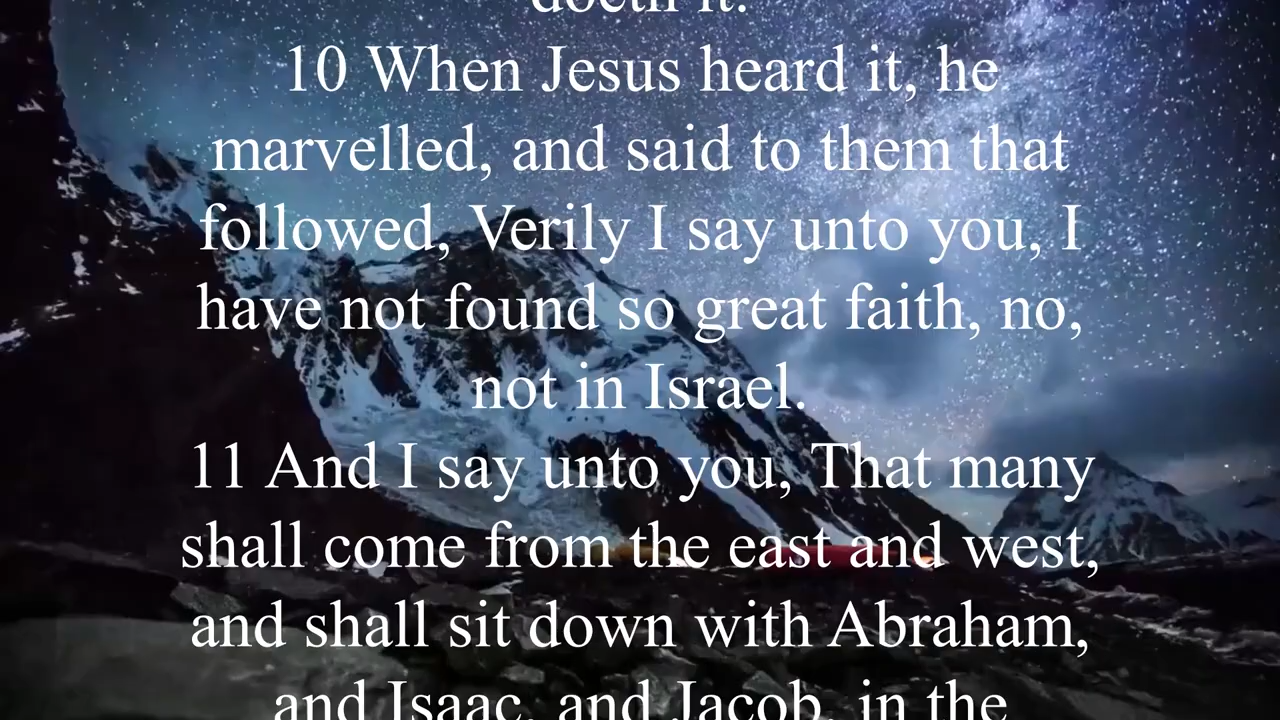 doeth it.
10 When Jesus heard it, he
marvelled, and said to them that
followed, Verily I say unto you, I
have not found so great faith, no,
not in Israel.
11 And I say unto you, That many
shall come from the east and west,
and shall sit down with Abraham,
and Isaac, and Jacob, in the